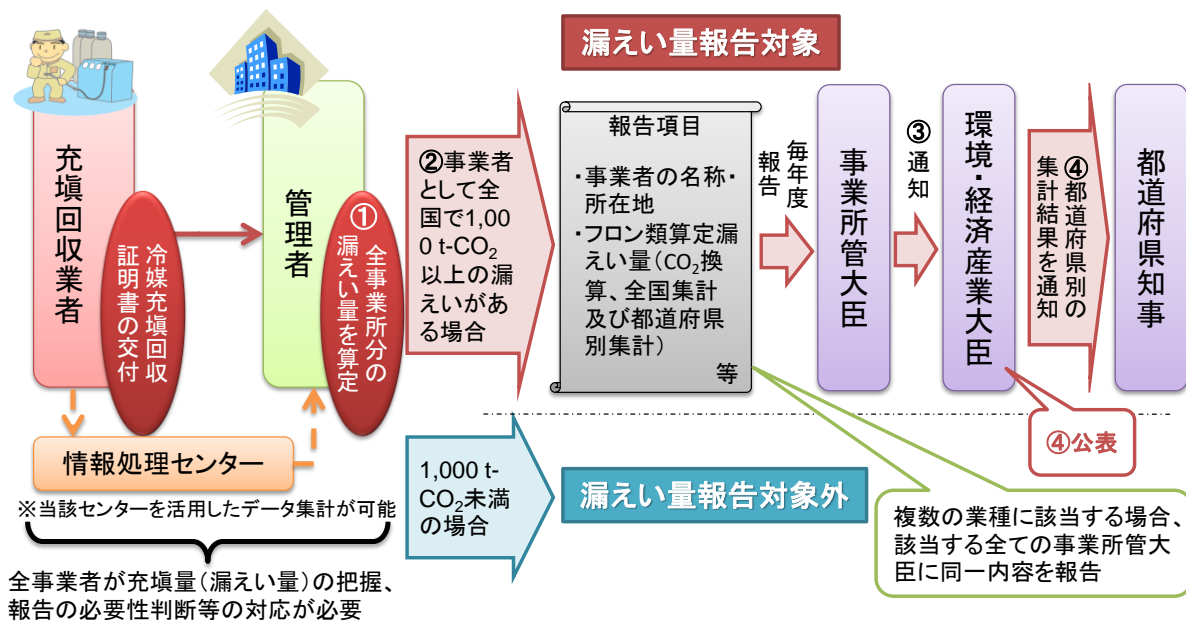 漏えい量報告対象
充填回収業者
冷媒充填回収
証明書の交付
管理者
①全事業所分の
漏えい量を算定
②事業者
として全
国で1,00
0 t-CO₂
以上の漏
えいがあ
る場合
報告項目
・事業者の名称・
所在地
・フロン類算定漏
えい量(CO₂換
算、全国集計
及び都道府県
別集計)
等
毎年度
報告
事業所管大臣
③通知
環境・経済産業大臣
④都道府県別の
集計結果を通知
都道府県知事
④公表
情報処理センター
※当該センターを活用したデータ集計が可能
全事業者が充填量(漏えい量)の把握、
報告の必要性判断等の対応が必要
1,000 t-
CO₂未満
の場合
漏えい量報告対象外
複数の業種に該当する場合、
該当する全ての事業所管大
臣に同一内容を報告